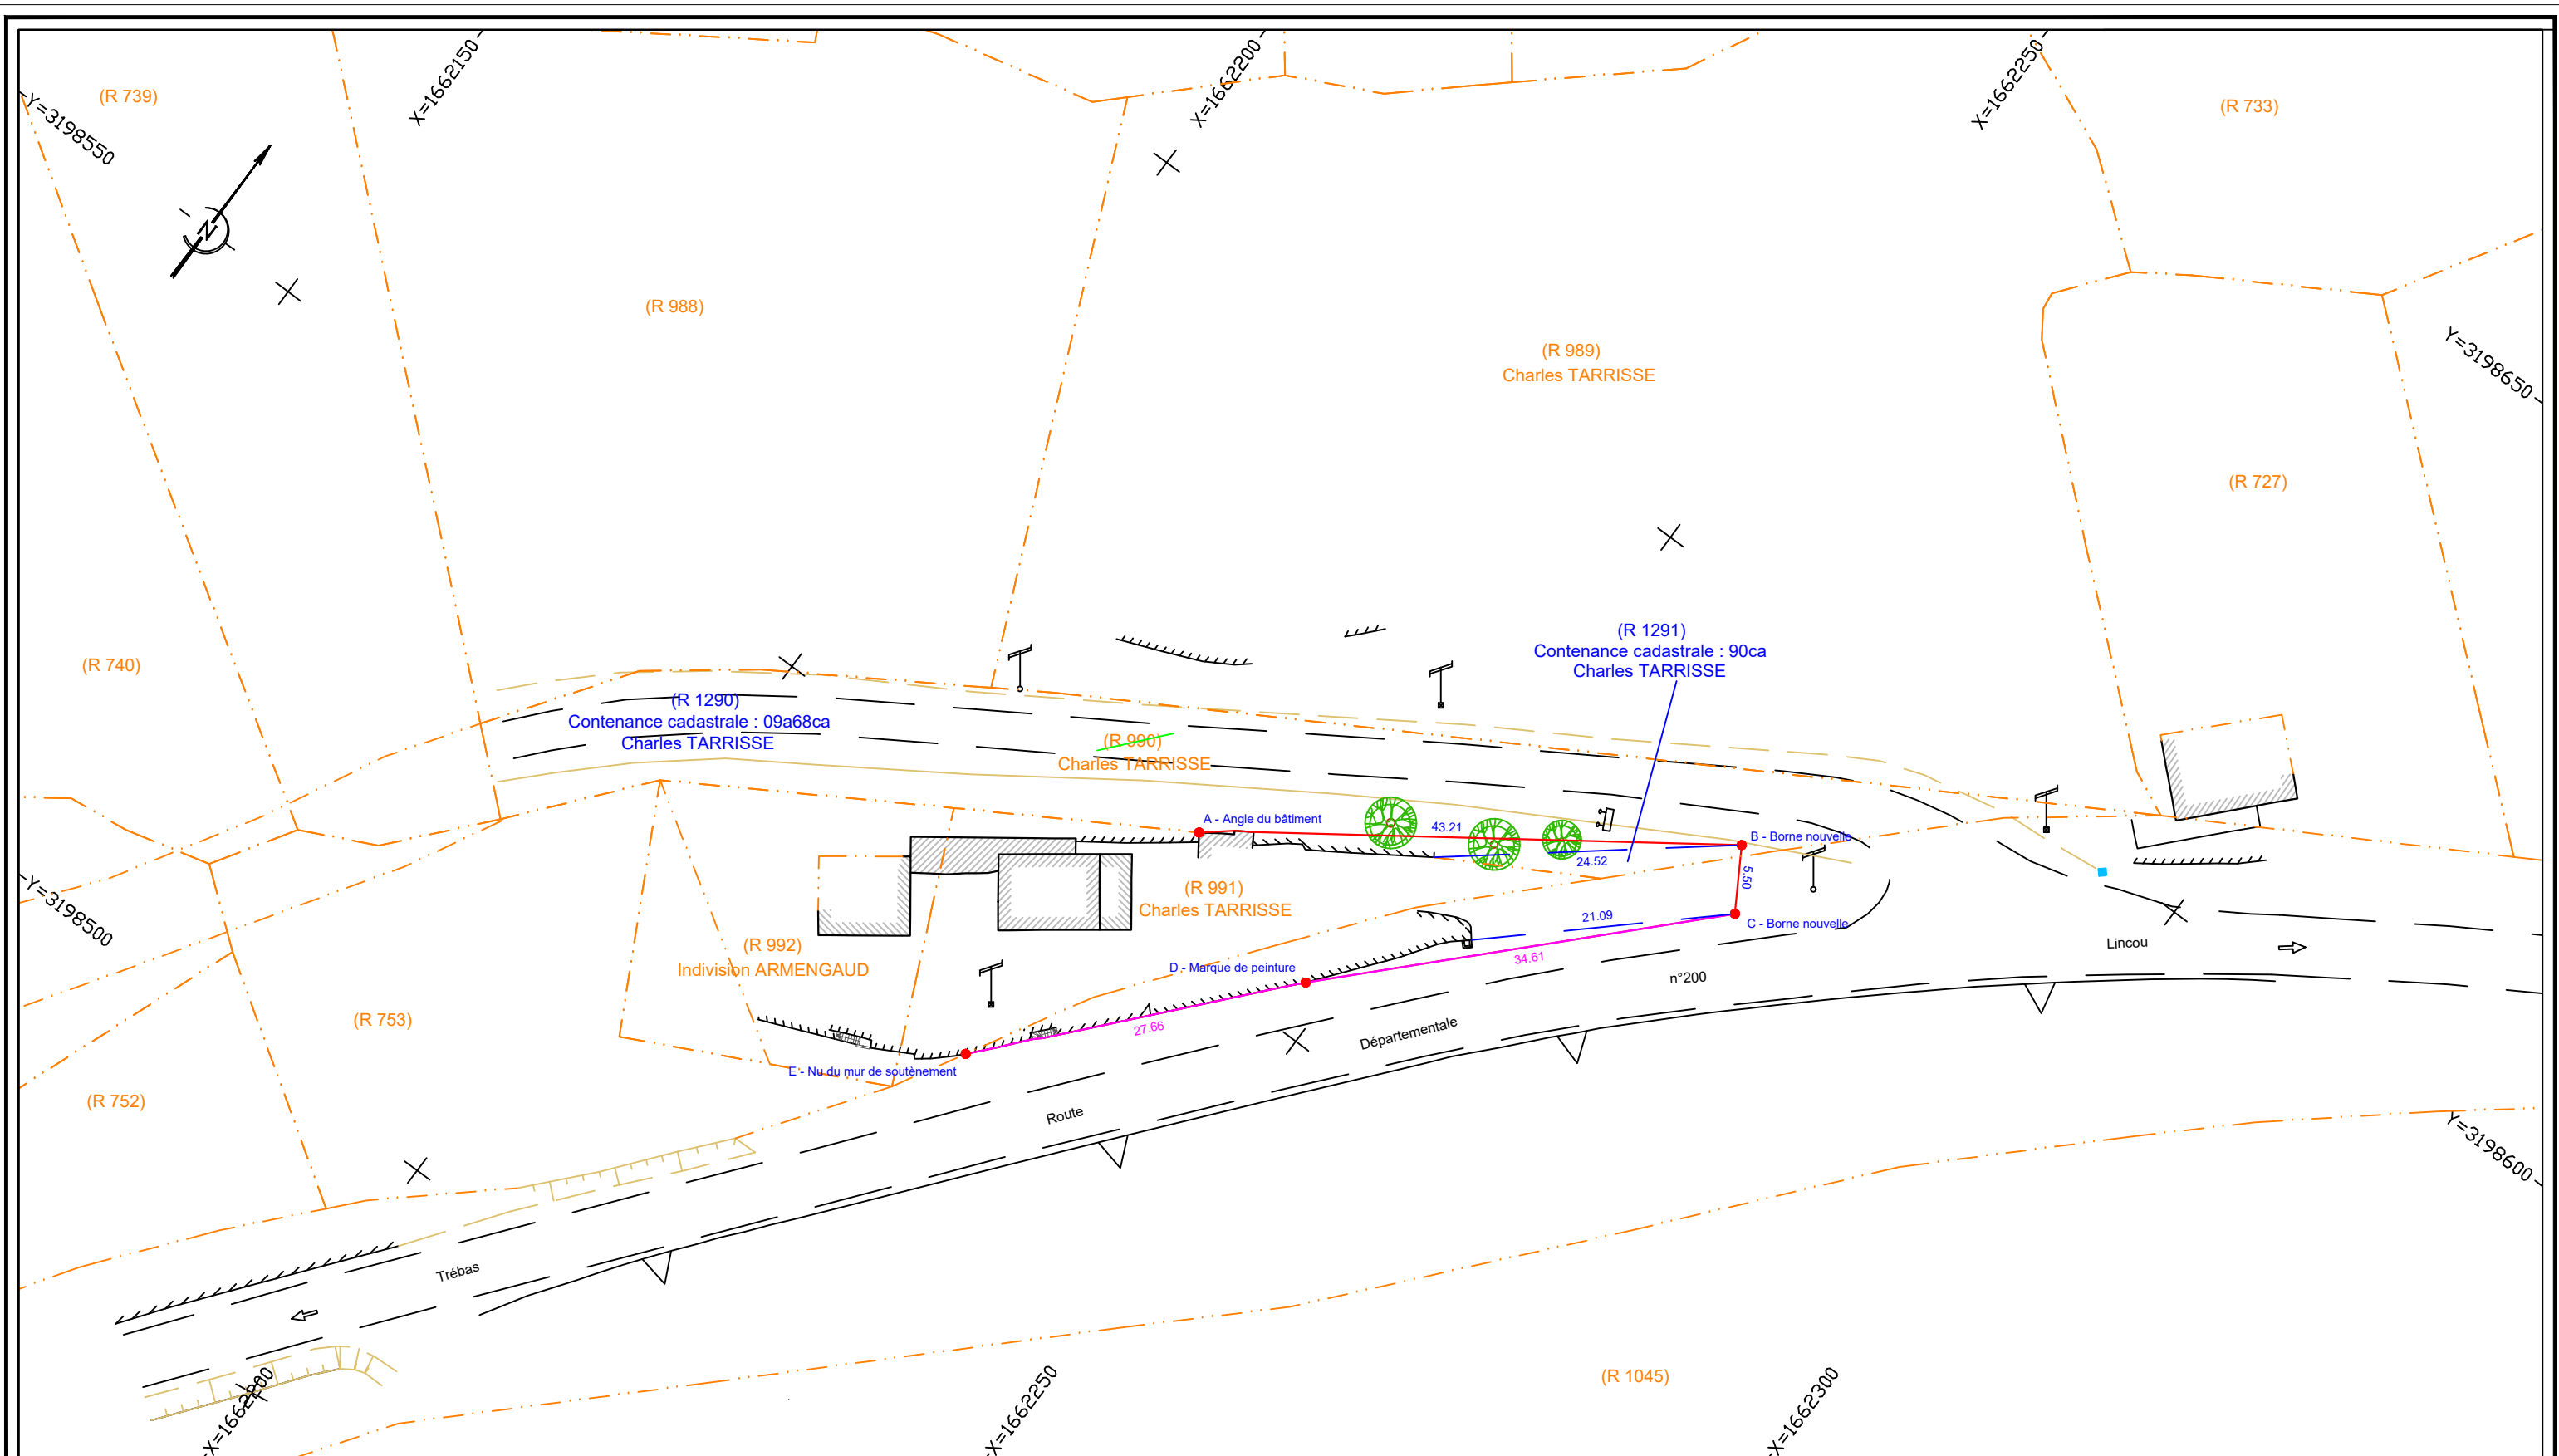 X=1662150
X=1662200
X=1662250
(R 739)
Y=3198550
(R 733)
N
(R 988)
(R 989)
Charles TARRISSE
Y=3198650
(R 727)
(R 740)
(R 1291)
Contenance cadastrale : 90ca
Charles TARRISSE
(R 1290)
Contenance cadastrale : 09a68ca
Charles TARRISSE
(R 990)
Charles TARRISSE
A - Angle du bâtiment
43.21
B - Borne nouvelle
24.52
5.50
(R 991)
Charles TARRISSE
Y=3198500
21.09
C - Borne nouvelle
(R 992)
Indivision ARMENGAUD
D - Marque de peinture
34.61
Lincou
n°200
(R 753)
27.66
Départementale
E - Nu du mur de soutènement
(R 752)
Route
Y=3198600
Trébas
(R 1045)
X=1662200
X=1662250
X=1662300